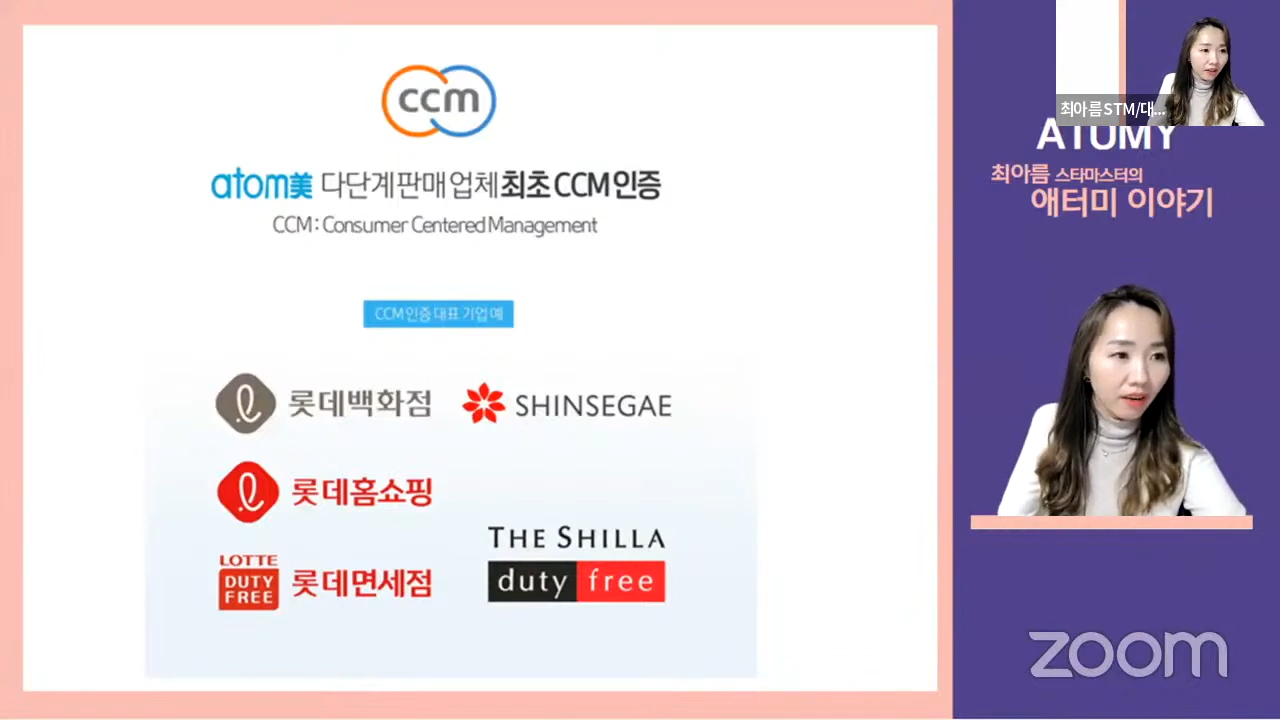 ccm
atom美 다단계판매업체 최초 CCM인증
CCM : Consumer Centered Management
CCM 인증 대표 기업 예
롯데백화점
SHINSEGAE
롯데홈쇼핑
LOTTE
DUTY
FREE
롯데면세점
THE SHILLA
duty free
최아름STM/대...
ATOMY
최아름 스타마스터의
애터미 이야기
zoom